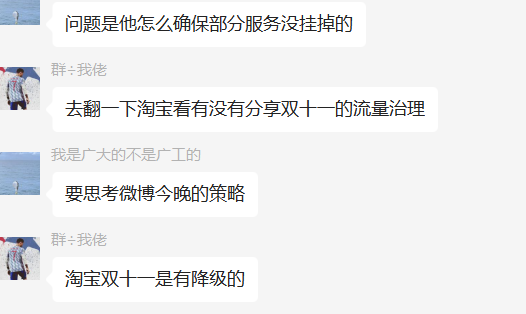 问题是他怎么确保部分服务没挂掉的
群÷我佬
去翻一下淘宝看有没有分享双十一的流量治理
我是广大的不是广工的
要思考微博今晚的策略
群÷我佬
淘宝双十一是有降级的